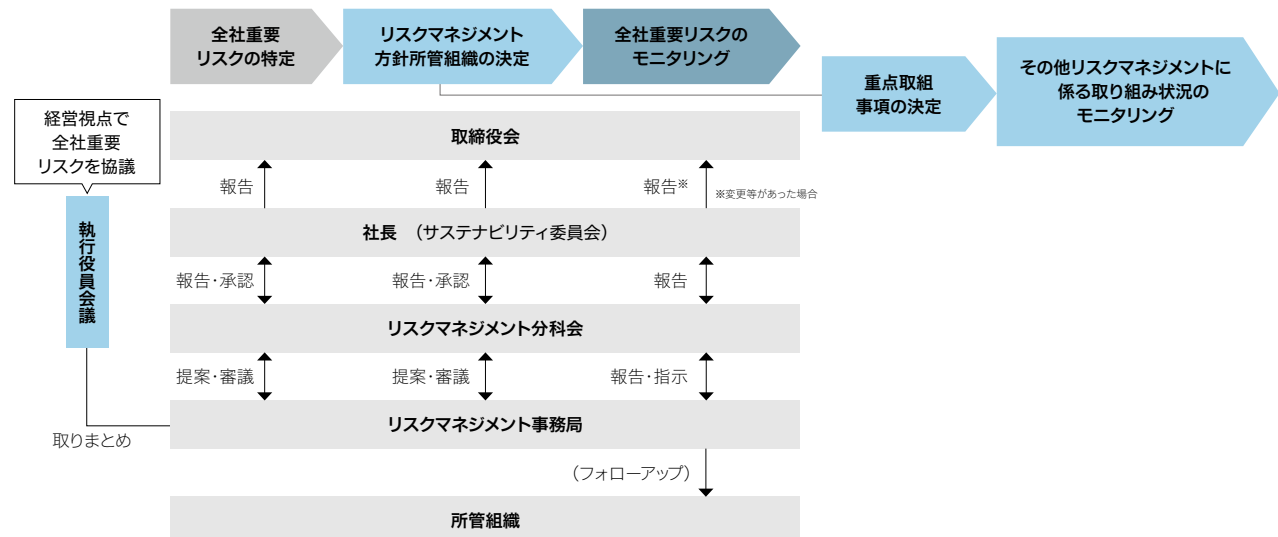 全社重要
リスクの特定
リスクマネジメント
方針所管組織の決定
全社重要リスクの
モニタリング
重点取組
事項の決定
その他リスクマネジメントに
係る取り組み状況の
モニタリング
経営視点で
全社重要
リスクを協議
執行役員会議
取りまとめ
取締役会
報告
報告
報告※
※変更等があった場合
社長 （サステナビリティ委員会）
報告・承認
報告・承認
報告
リスクマネジメント分科会
提案・審議
提案・審議
報告・指示
リスクマネジメント事務局
（フォローアップ）
所管組織